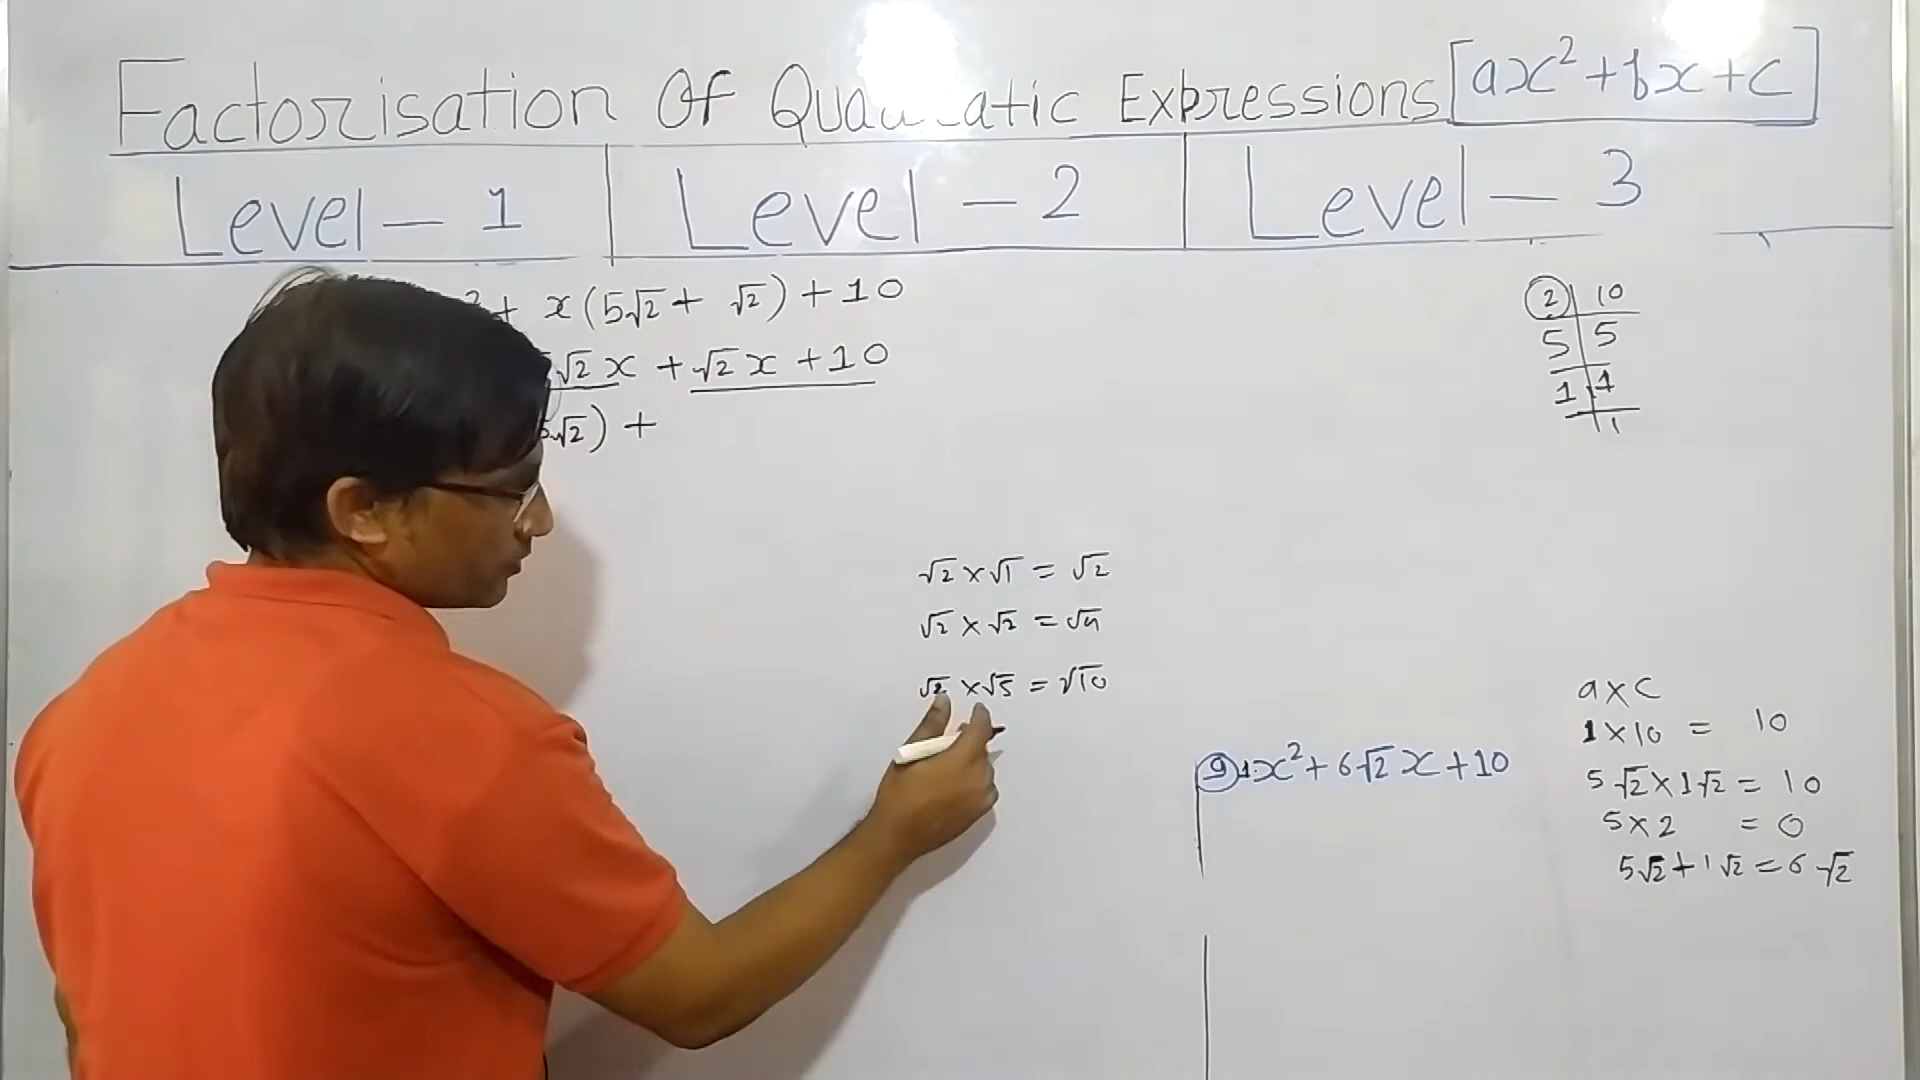 Factorisation Of Quadratic Expressions [ax²+bx+c]
Level - 1
Level - 2
Level - 3
² + x(5√2 + √2) + 10
√2 x + √2 x + 10
5√2) +
2 | 10
5 | 5
1 | 1
1
√2 × √1 = √2
√2 × √2 = √4
√2 × √5 = √10
9 1x² + 6√2 x + 10
a × c
1 × 10 = 10
5√2 × 1√2 = 10
5 × 2 = 0
5√2 + 1√2 = 6√2